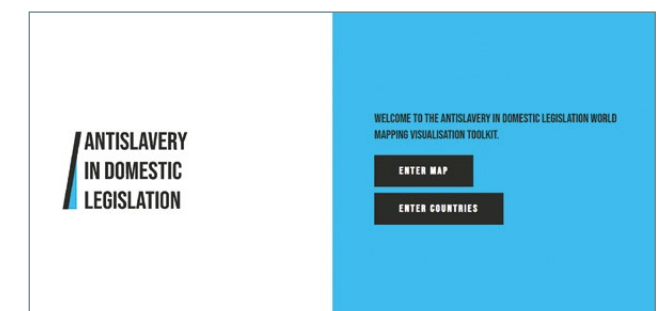 ANTISLAVERY
IN DOMESTIC
LEGISLATION
WELCOME TO THE ANTISLAVERY IN DOMESTIC LEGISLATION WORLD
MAPPING VISUALISATION TOOLKIT.
ENTER MAP
ENTER COUNTRIES